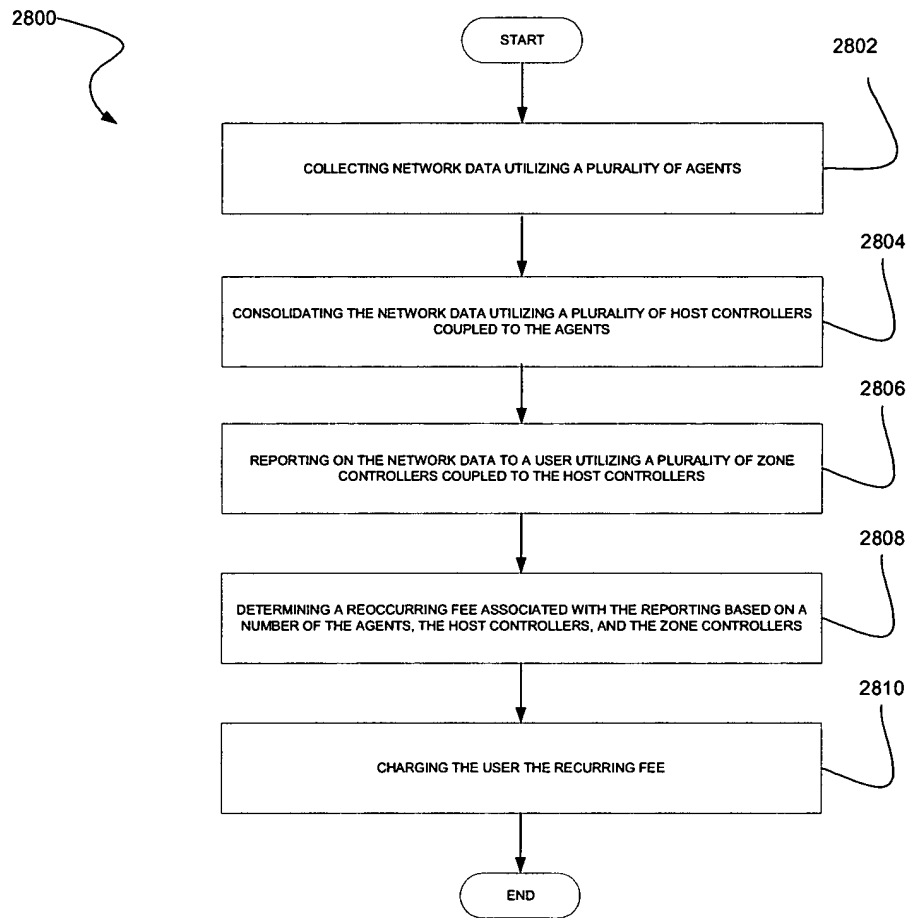 2800
START
2802
COLLECTING NETWORK DATA UTILIZING A PLURALITY OF AGENTS
2804
CONSOLIDATING THE NETWORK DATA UTILIZING A PLURALITY OF HOST CONTROLLERS
COUPLED TO THE AGENTS
2806
REPORTING ON THE NETWORK DATA TO A USER UTILIZING A PLURALITY OF ZONE
CONTROLLERS COUPLED TO THE HOST CONTROLLERS
2808
DETERMINING A REOCCURRING FEE ASSOCIATED WITH THE REPORTING BASED ON A
NUMBER OF THE AGENTS, THE HOST CONTROLLERS, AND THE ZONE CONTROLLERS
2810
CHARGING THE USER THE RECURRING FEE
END